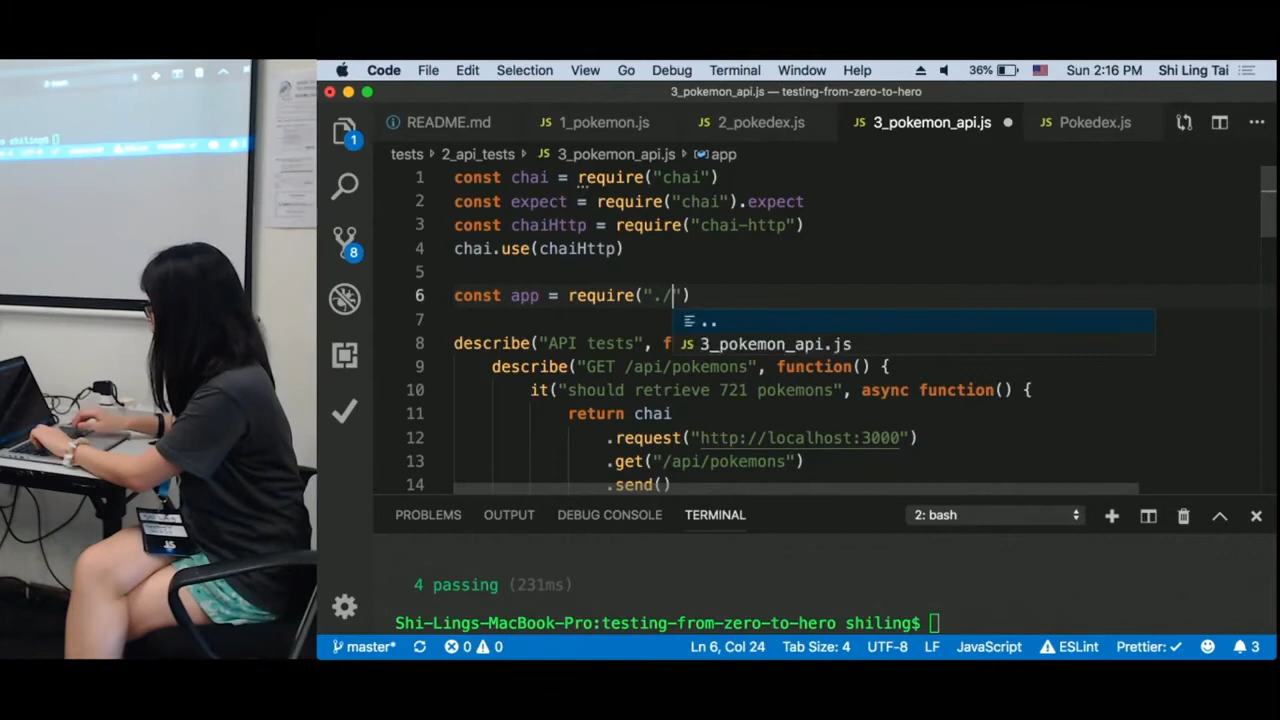 Code File Edit Selection View Go Debug Terminal Window Help 36% Sun 2:16 PM Shi Ling Tai
3_pokemon_api.js — testing-from-zero-to-hero
README.md JS 1_pokemon.js JS 2_pokedex.js JS 3_pokemon_api.js JS Pokedex.js
tests 2_api_tests JS 3_pokemon_api.js app
1 const chai = require("chai")
2 const expect = require("chai").expect
3 const chaiHttp = require("chai-http")
4 chai.use(chaiHttp)
5
6 const app = require("./")
..
7
8 describe("API tests", f
JS 3_pokemon_api.js
9 describe("GET /api/pokemons", function() {
10 it("should retrieve 721 pokemons", async function() {
11 return chai
12 .request("http://localhost:3000")
13 .get("/api/pokemons")
14 .send()
1
8
PROBLEMS OUTPUT DEBUG CONSOLE TERMINAL 2: bash
4 passing (231ms)
Shi-Lings-MacBook-Pro:testing-from-zero-to-hero shiling$
master* 0 0 Ln 6, Col 24 Tab Size: 4 UTF-8 LF JavaScript ESLint Prettier: ✓ 3
shiling$